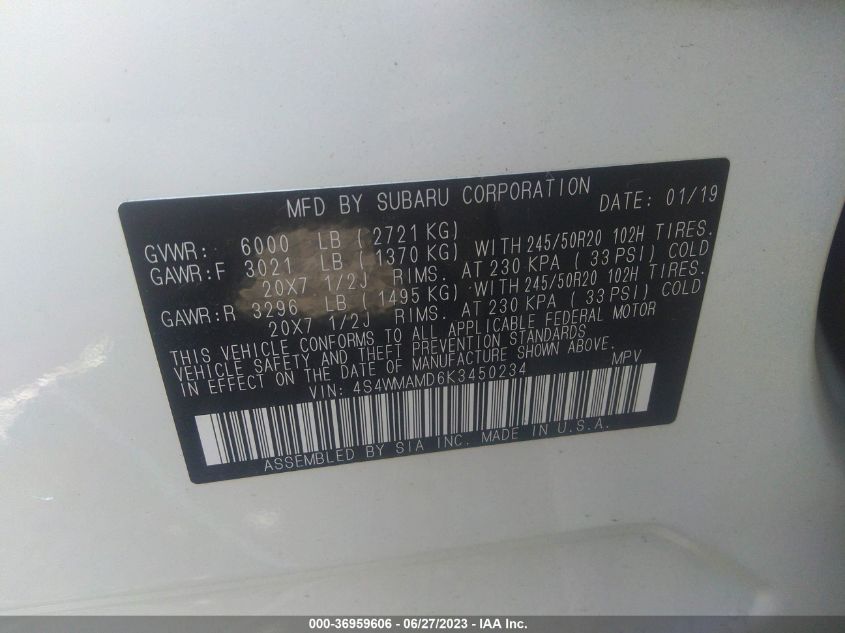 MFD BY SUBARU CORPORATION DATE: 01/19
GVWR: 6000 LB ( 2721 KG)
GAWR:F 3021 LB ( 1370 KG) WITH 245/50R20 102H TIRES.
20X7 1/2J RIMS. AT 230 KPA ( 33 PSI) COLD
GAWR:R 3296 LB ( 1495 KG) WITH 245/50R20 102H TIRES.
20X7 1/2J RIMS. AT 230 KPA ( 33 PSI) COLD
THIS VEHICLE CONFORMS TO ALL APPLICABLE FEDERAL MOTOR
VEHICLE SAFETY AND THEFT PREVENTION STANDARDS
IN EFFECT ON THE DATE OF MANUFACTURE SHOWN ABOVE.
VIN: 4S4WMAMD6K3450234 MPV
ASSEMBLED BY SIA INC. MADE IN U.S.A.
000-36959606 - 06/27/2023 - IAA Inc.